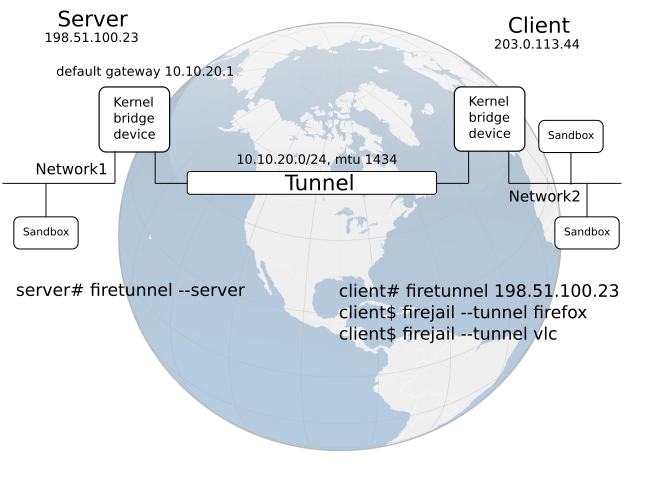 Server
198.51.100.23
Client
203.0.113.44
default gateway 10.10.20.1
Kernel
bridge
device
Kernel
bridge
device
Sandbox
10.10.20.0/24, mtu 1434
Tunnel
Network1
Network2
Sandbox
Sandbox
server# firetunnel --server
client# firetunnel 198.51.100.23
client$ firejail --tunnel firefox
client$ firejail --tunnel vlc